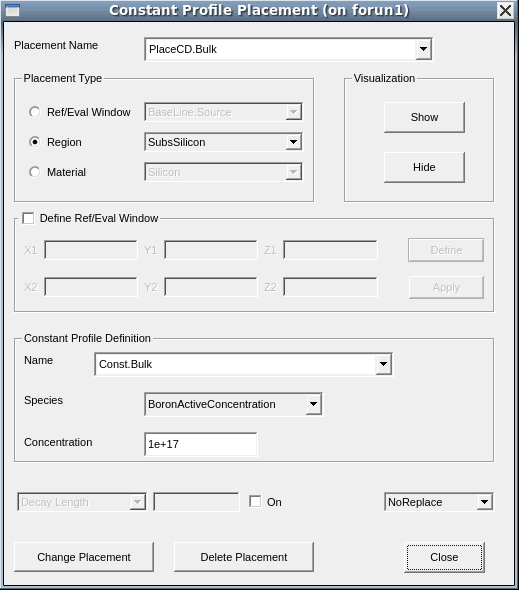 Constant Profile Placement (on forun1)
Placement Name PlaceCD.Bulk
Placement Type
Visualization
Ref/Eval Window BaseLine.Source
Show
Region SubsSilicon
Hide
Material Silicon
Define Ref/Eval Window
X1 Y1 Z1 Define
X2 Y2 Z2 Apply
Constant Profile Definition
Name Const.Bulk
Species BoronActiveConcentration
Concentration 1e+17
Decay Length On NoReplace
Change Placement Delete Placement Close